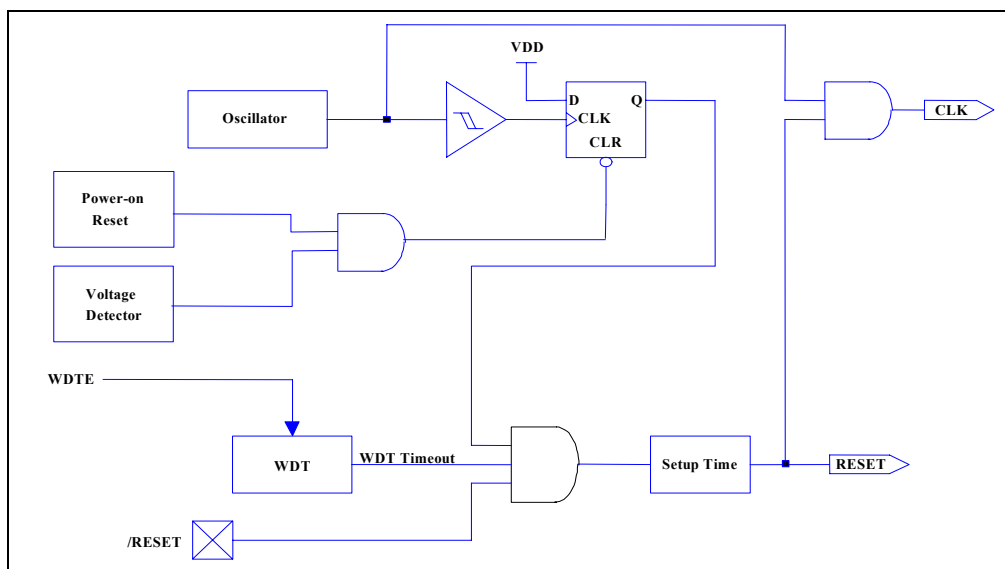 VDD
D
Q
CLK
CLR
Oscillator
CLK
Power-on
Reset
Voltage
Detector
WDTE
WDT
WDT Timeout
Setup Time
RESET
/RESET